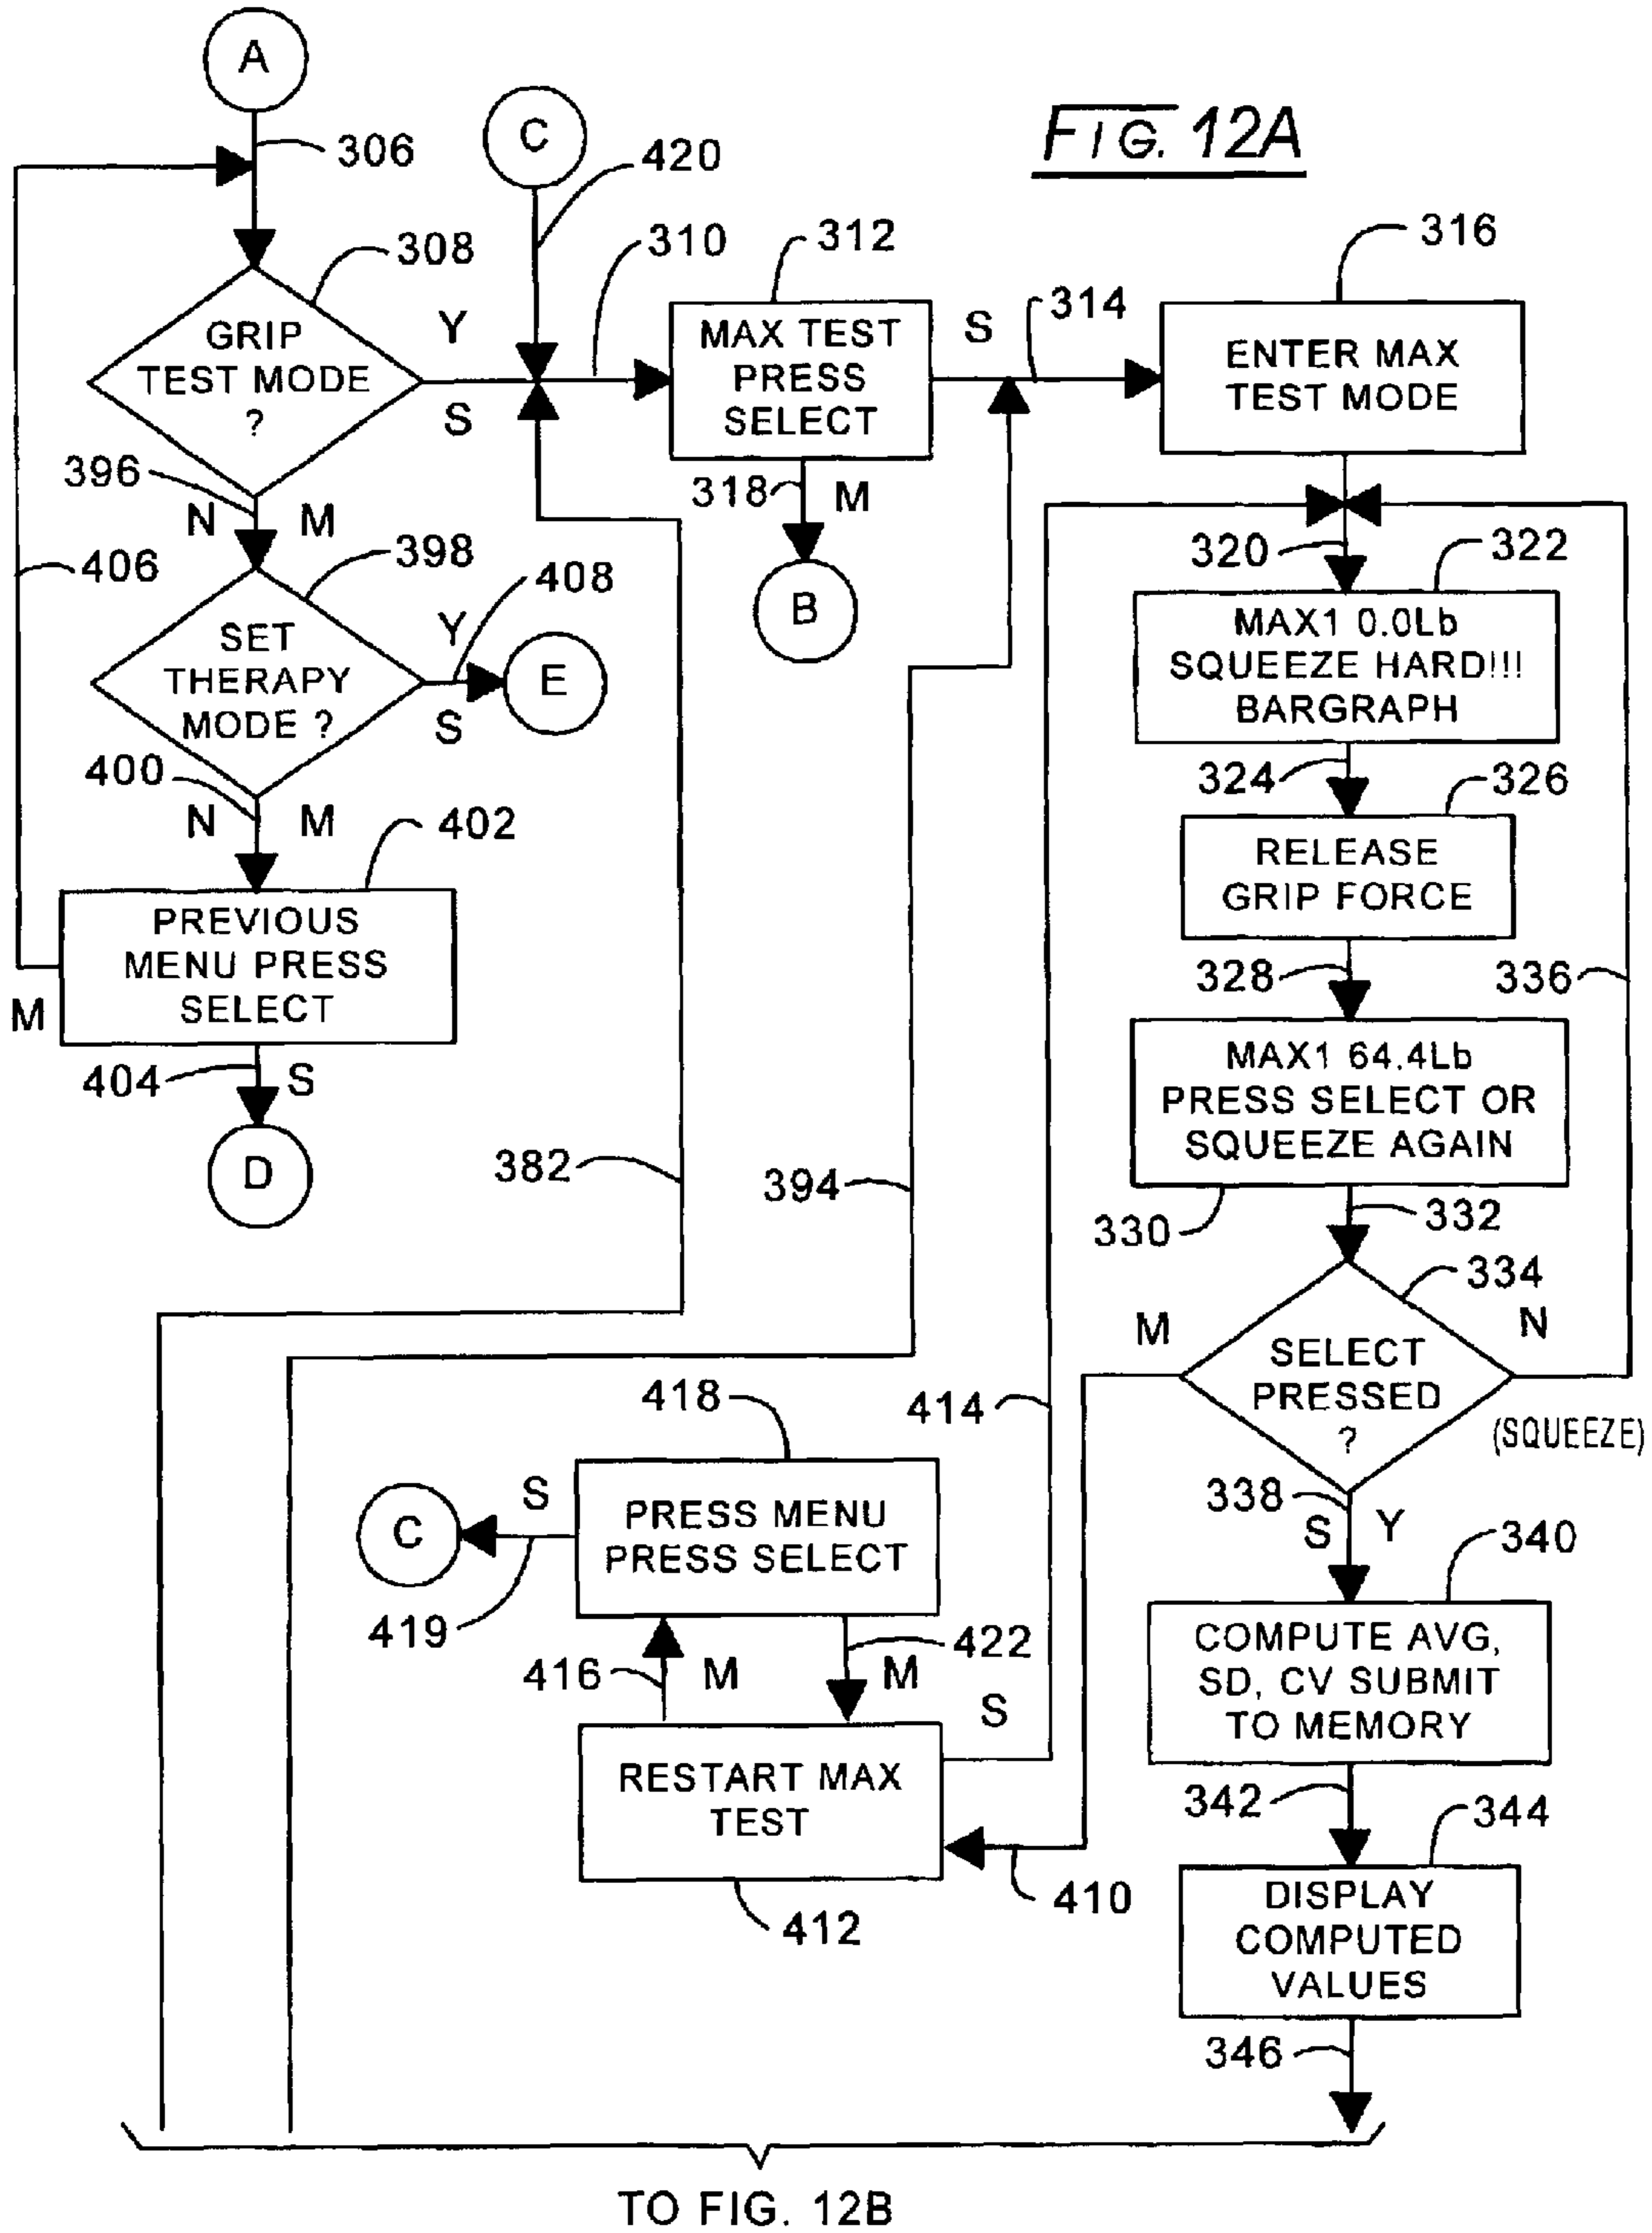 A
306
C
420
FIG. 12A
308
GRIP
TEST MODE
?
Y
S
310
312
MAX TEST
PRESS
SELECT
S
314
316
ENTER MAX
TEST MODE
396
N M
318
M
B
398
SET
THERAPY
MODE ?
Y
408
S
E
406
400
N M
402
PREVIOUS
MENU PRESS
SELECT
M
404
S
D
320
322
MAX1 0.0Lb
SQUEEZE HARD!!!
BARGRAPH
324
326
RELEASE
GRIP FORCE
328
336
MAX1 64.4Lb
PRESS SELECT OR
SQUEEZE AGAIN
330
332
334
M
N
SELECT
PRESSED
?
(SQUEEZE)
382
394
414
338
S Y
340
COMPUTE AVG,
SD, CV SUBMIT
TO MEMORY
418
PRESS MENU
PRESS SELECT
S
C
419
416
M
422
M
S
RESTART MAX
TEST
412
410
342
344
DISPLAY
COMPUTED
VALUES
346
TO FIG. 12B